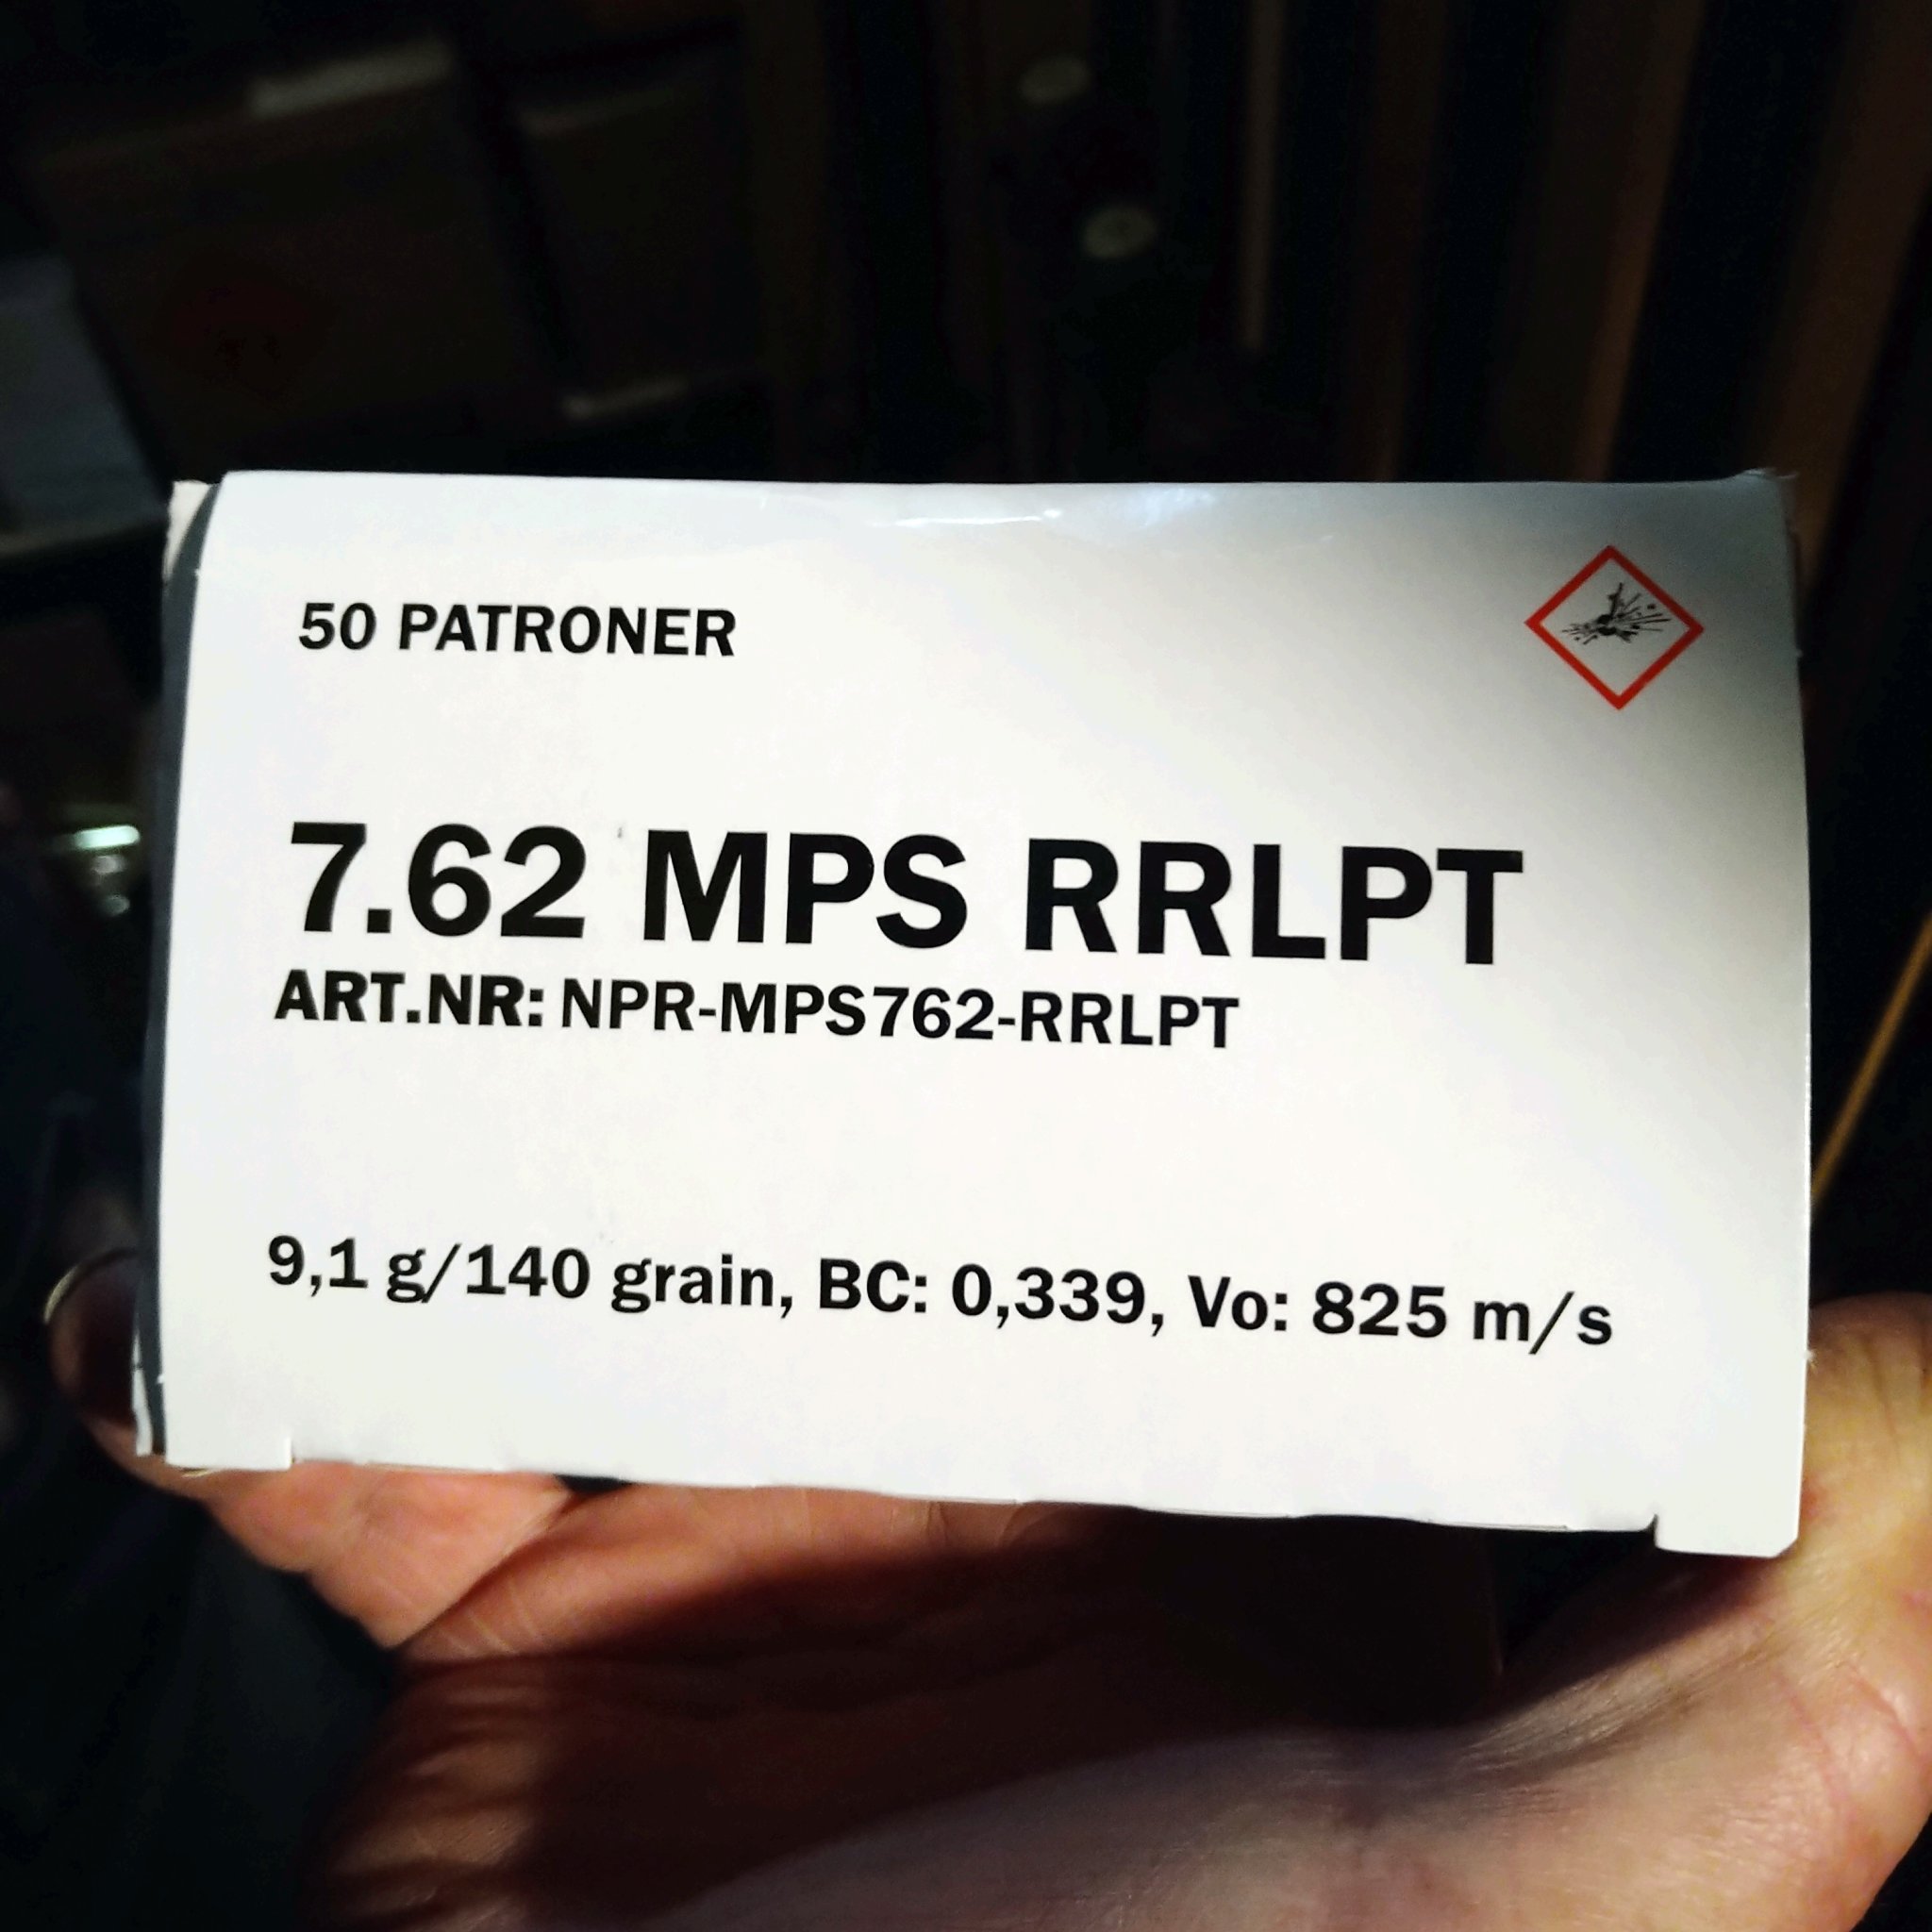 50 PATRONER
7.62 MPS RRLPT
ART.NR: NPR-MPS762-RRLPT
9,1 g/140 grain, BC: 0,339, Vo: 825 m/s